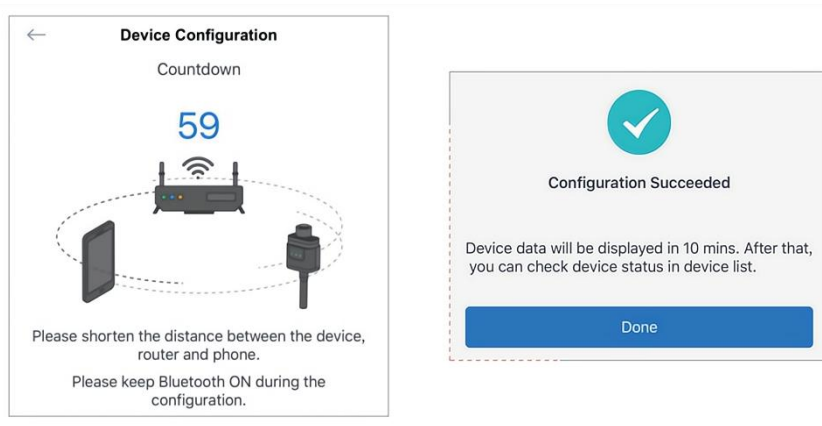 Device Configuration
Countdown
59
Please shorten the distance between the device,
router and phone.
Please keep Bluetooth ON during the
configuration.
Configuration Succeeded
Device data will be displayed in 10 mins. After that,
you can check device status in device list.
Done